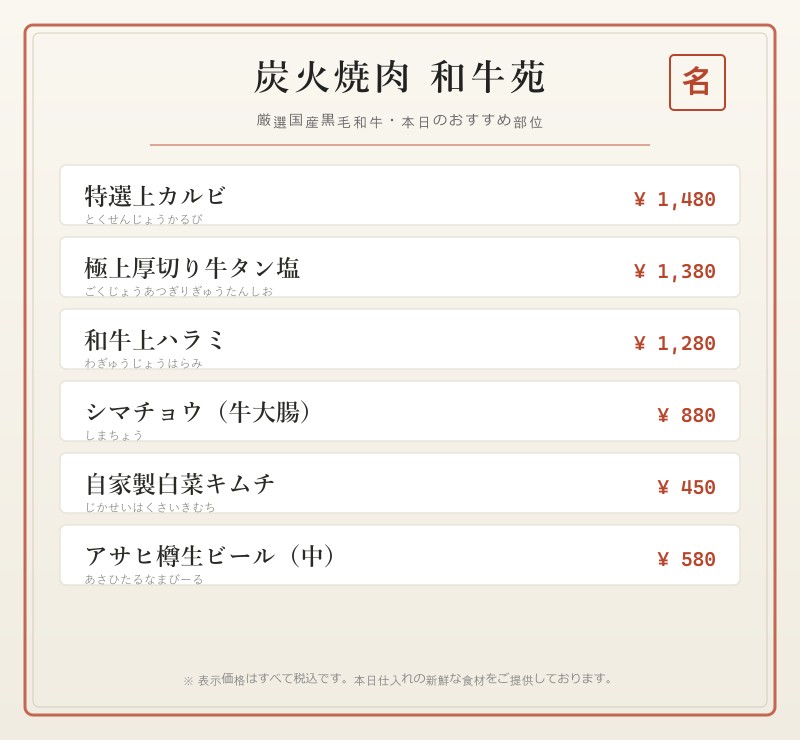 炭火焼肉 和牛苑
名
厳選国産黒毛和牛・本日のおすすめ部位
特選上カルビ
¥ 1,480
とくせんじょうかるび
極上厚切り牛タン塩
¥ 1,380
ごくじょうあつぎりぎゅうたんしお
和牛上ハラミ
¥ 1,280
わぎゅうじょうはらみ
シマチョウ（牛大腸）
¥ 880
しまちょう
自家製白菜キムチ
¥ 450
じかせいはくさいきむち
アサヒ樽生ビール（中）
¥ 580
あさひたるなまびーる
※ 表示価格はすべて税込です。本日仕入れの新鮮な食材をご提供しております。